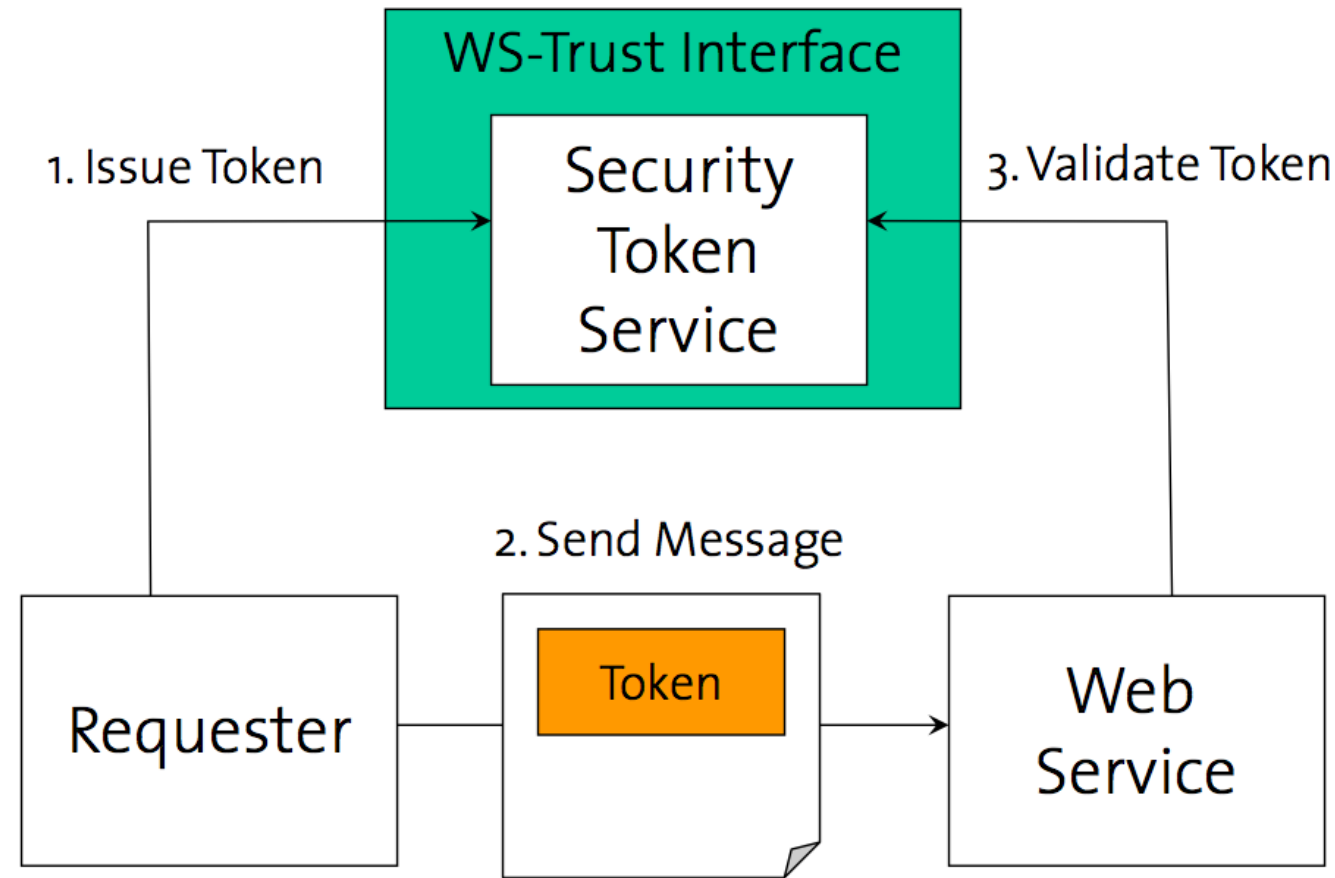 WS-Trust Interface
1. Issue Token
Security
Token
Service
3. Validate Token
2. Send Message
Requester
Token
Web
Service